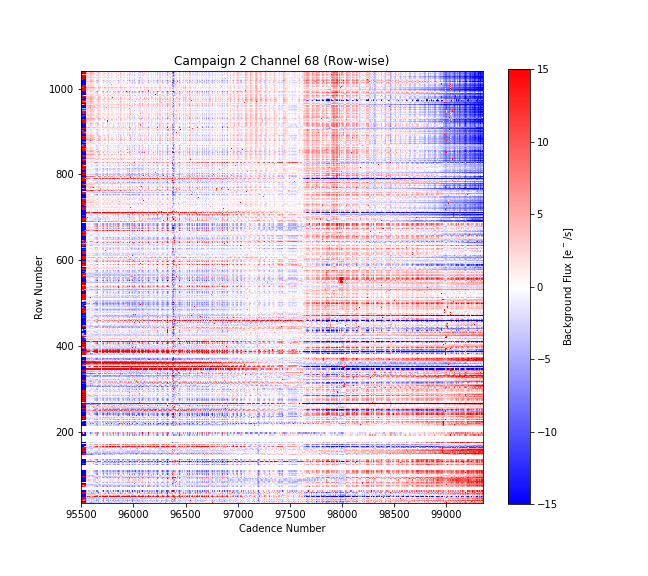 Campaign 2 Channel 68 (Row-wise)
1000
800
600
400
200
Row Number
95500 96000 96500 97000 97500 98000 98500 99000
Cadence Number
15
10
5
0
−5
−10
−15
Background Flux [e⁻/s]